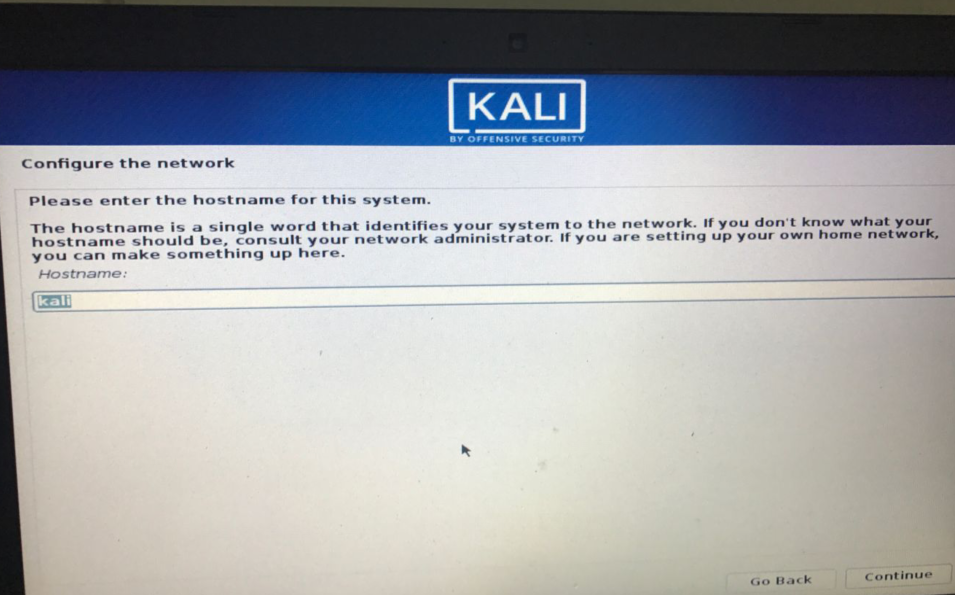 KALI
BY OFFENSIVE SECURITY
Configure the network
Please enter the hostname for this system.
The hostname is a single word that identifies your system to the network. If you don't know what your
hostname should be, consult your network administrator. If you are setting up your own home network,
you can make something up here.
Hostname:
kali
Go Back
Continue